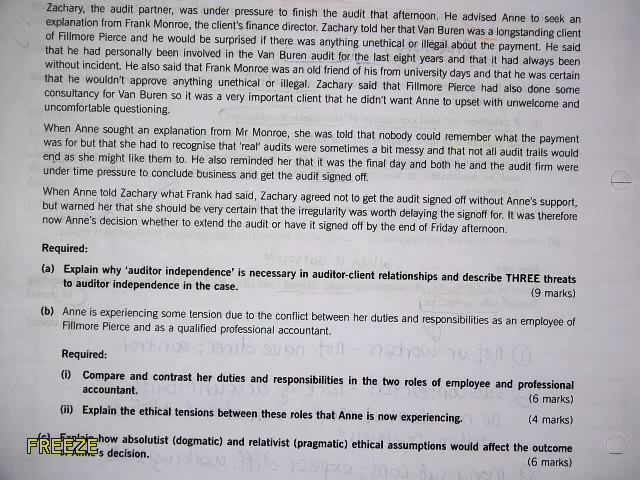 Zachary, the audit partner, was under pressure to finish the audit that afternoon. He advised Anne to seek an
explanation from Frank Monroe, the client's finance director. Zachary told her that Van Buren was a longstanding client
of Fillmore Pierce and he would be surprised if there was anything unethical or illegal about the payment. He said
that he had personally been involved in the Van Buren audit for the last eight years and that it had always been
without incident. He also said that Frank Monroe was an old friend of his from university days and that he was certain
that he wouldn't approve anything unethical or illegal. Zachary said that Fillmore Pierce had also done some
consultancy for Van Buren so it was a very important client that he didn't want Anne to upset with unwelcome and
uncomfortable questioning.
When Anne sought an explanation from Mr Monroe, she was told that nobody could remember what the payment
was for but that she had to recognise that 'real' audits were sometimes a bit messy and that not all audit trails would
end as she might like them to. He also reminded her that it was the final day and both he and the audit firm were
under time pressure to conclude business and get the audit signed off.
When Anne told Zachary what Frank had said, Zachary agreed not to get the audit signed off without Anne's support,
but warned her that she should be very certain that the irregularity was worth delaying the signoff for. It was therefore
now Anne's decision whether to extend the audit or have it signed off by the end of Friday afternoon.
Required:
(a) Explain why 'auditor independence' is necessary in auditor-client relationships and describe THREE threats
to auditor independence in the case. (9 marks)
(b) Anne is experiencing some tension due to the conflict between her duties and responsibilities as an employee of
Fillmore Pierce and as a qualified professional accountant.
Required:
(i) Compare and contrast her duties and responsibilities in the two roles of employee and professional
accountant. (6 marks)
(ii) Explain the ethical tensions between these roles that Anne is now experiencing. (4 marks)
how absolutist (dogmatic) and relativist (pragmatic) ethical assumptions would affect the outcome
FREEZE
decision. (6 marks)